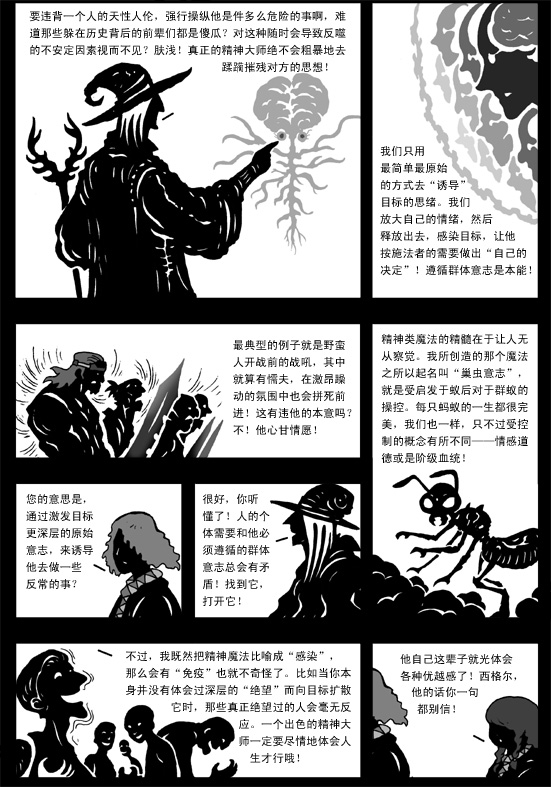 要违背一个人的天性人伦，强行操纵他是件多么危险的事啊，难
道那些躲在历史背后的前辈们都是傻瓜？对这种随时会导致反噬
的不安定因素视而不见？肤浅！真正的精神大师绝不会粗暴地去
蹂躏摧残对方的思想！
我们只用
最简单最原始
的方式去“诱导”
目标的思绪。我们
放大自己的情绪，然后
释放出去，感染目标，让他
按施法者的需要做出“自己的
决定”！遵循群体意志是本能！
最典型的例子就是野蛮
人开战前的战吼，其中
就算有懦夫，在激昂躁
动的氛围中也会拼死前
进！这有违他的本意吗？
不！他心甘情愿！
精神类魔法的精髓在于让人无
从察觉。我所创造的那个魔法
之所以起名叫“巢虫意志”，
就是受启发于蚁后对于群蚁的
操控。每只蚂蚁的一生都很完
美，我们也一样，只不过受控
制的概念有所不同——情感道
德或是阶级血统！
您的意思是，
通过激发目标
更深层的原始
意志，来诱导
他去做一些
反常的事？
很好，你听
懂了！人的个
体需要和他必
须遵循的群体
意志总会有矛
盾！找到它，
打开它！
不过，我既然把精神魔法比喻成“感染”，
那么会有“免疫”也就不奇怪了。比如当你本
身并没有体会过深层的“绝望”而向目标扩散
它时，那些真正绝望过的人会毫无反
应。一个出色的精神大
师一定要尽情地体会人
生才行哦！
他自己这辈子就光体会
各种优越感了！西格尔，
他的话你一句
都别信！